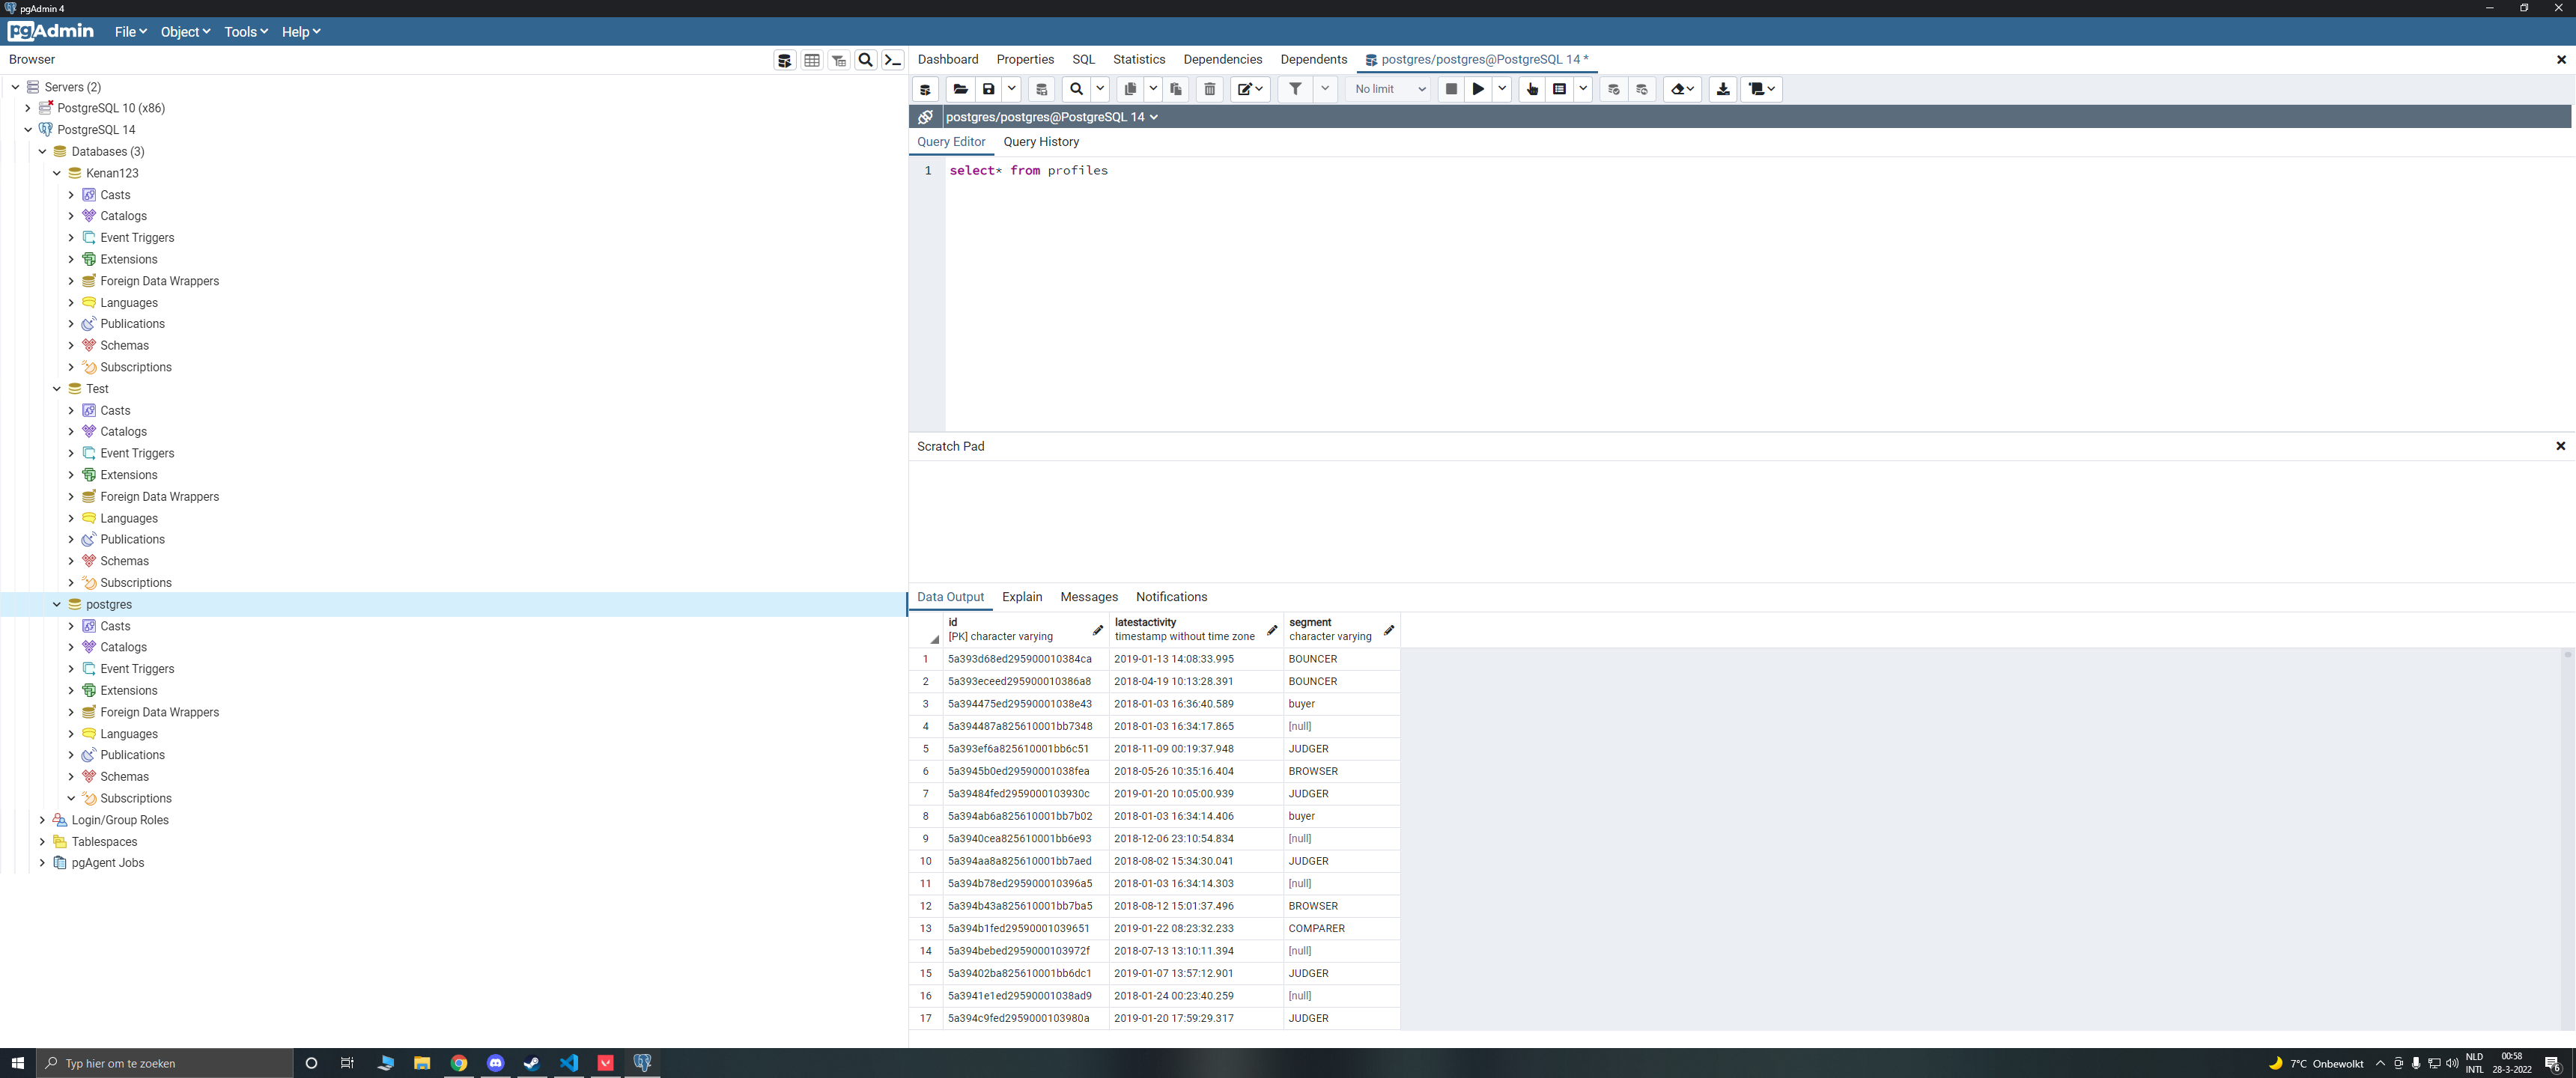 pgAdmin 4
pgAdmin File Object Tools Help
Browser
Servers (2)
PostgreSQL 10 (x86)
PostgreSQL 14
Databases (3)
Kenan123
Casts
Catalogs
Event Triggers
Extensions
Foreign Data Wrappers
Languages
Publications
Schemas
Subscriptions
Test
Casts
Catalogs
Event Triggers
Extensions
Foreign Data Wrappers
Languages
Publications
Schemas
Subscriptions
postgres
Casts
Catalogs
Event Triggers
Extensions
Foreign Data Wrappers
Languages
Publications
Schemas
Subscriptions
Login/Group Roles
Tablespaces
pgAgent Jobs
Dashboard Properties SQL Statistics Dependencies Dependents postgres/postgres@PostgreSQL 14 *
No limit
postgres/postgres@PostgreSQL 14
Query Editor Query History
1 select* from profiles
Scratch Pad
Data Output Explain Messages Notifications
id latestactivity segment
[PK] character varying timestamp without time zone character varying
1 5a393d68ed295900010384ca 2019-01-13 14:08:33.995 BOUNCER
2 5a393eceed295900010386a8 2018-04-19 10:13:28.391 BOUNCER
3 5a394475ed29590001038e43 2018-01-03 16:36:40.589 buyer
4 5a394487a825610001bb7348 2018-01-03 16:34:17.865 [null]
5 5a393ef6a825610001bb6c51 2018-11-09 00:19:37.948 JUDGER
6 5a3945b0ed29590001038fea 2018-05-26 10:35:16.404 BROWSER
7 5a39484fed2959000103930c 2019-01-20 10:05:00.939 JUDGER
8 5a394ab6a825610001bb7b02 2018-01-03 16:34:14.406 buyer
9 5a3940cea825610001bb6e93 2018-12-06 23:10:54.834 [null]
10 5a394aa8a825610001bb7aed 2018-08-02 15:34:30.041 JUDGER
11 5a394b78ed295900010396a5 2018-01-03 16:34:14.303 [null]
12 5a394b43a825610001bb7ba5 2018-08-12 15:01:37.496 BROWSER
13 5a394b1fed29590001039651 2019-01-22 08:23:32.233 COMPARER
14 5a394bebed2959000103972f 2018-07-13 13:10:11.394 [null]
15 5a39402ba825610001bb6dc1 2019-01-07 13:57:12.901 JUDGER
16 5a3941e1ed29590001038ad9 2018-01-24 00:23:40.259 [null]
17 5a394c9fed2959000103980a 2019-01-20 17:59:29.317 JUDGER
Typ hier om te zoeken
7°C Onbewolkt
NLD
INTL
00:58
28-3-2022
6